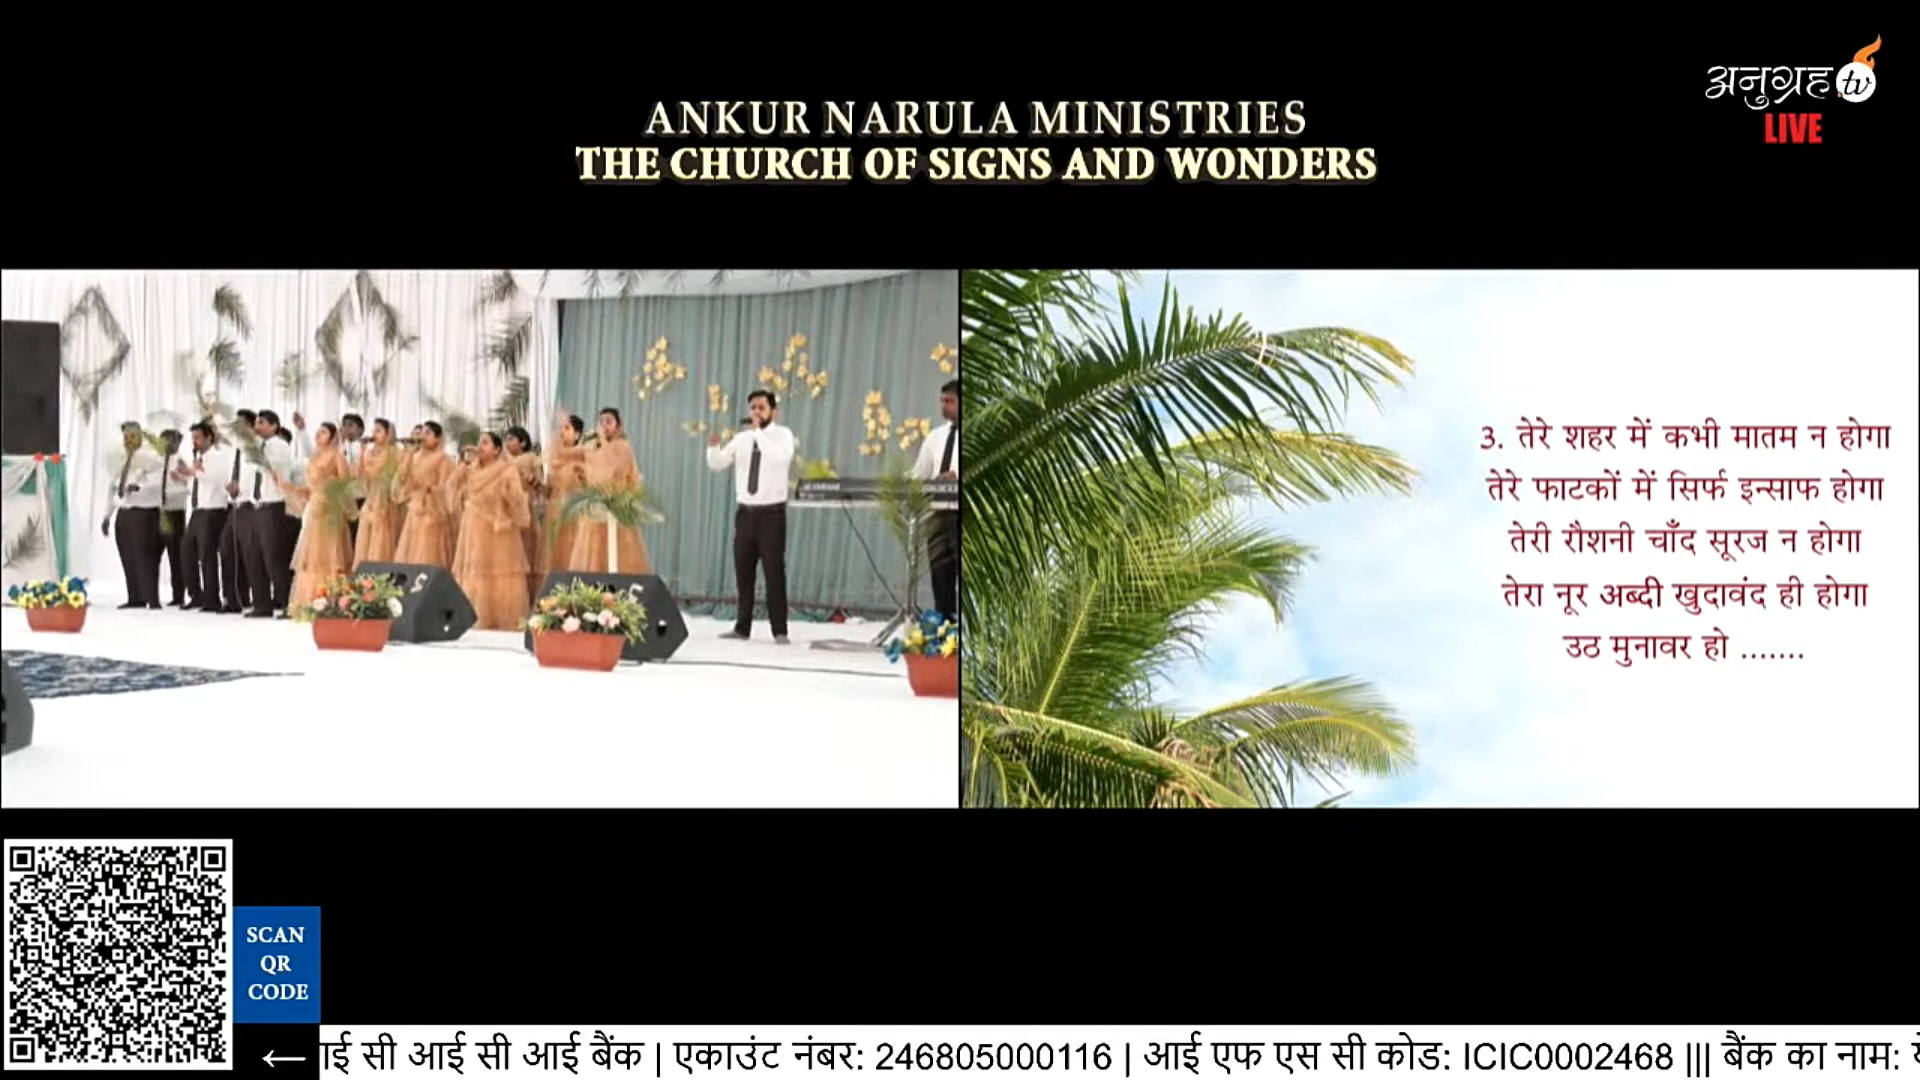 अनुग्रह tv
LIVE
ANKUR NARULA MINISTRIES
THE CHURCH OF SIGNS AND WONDERS
3. तेरे शहर में कभी मातम न होगा
तेरे फाटकों में सिर्फ इन्साफ होगा
तेरी रौशनी चाँद सूरज न होगा
तेरा नूर अब्दी खुदावंद ही होगा
उठ मुनावर हो .......
SCAN
QR
CODE
←
ई सी आई सी आई बैंक | एकाउंट नंबर: 246805000116 | आई एफ एस सी कोड: ICIC0002468 ||| बैंक का नाम: